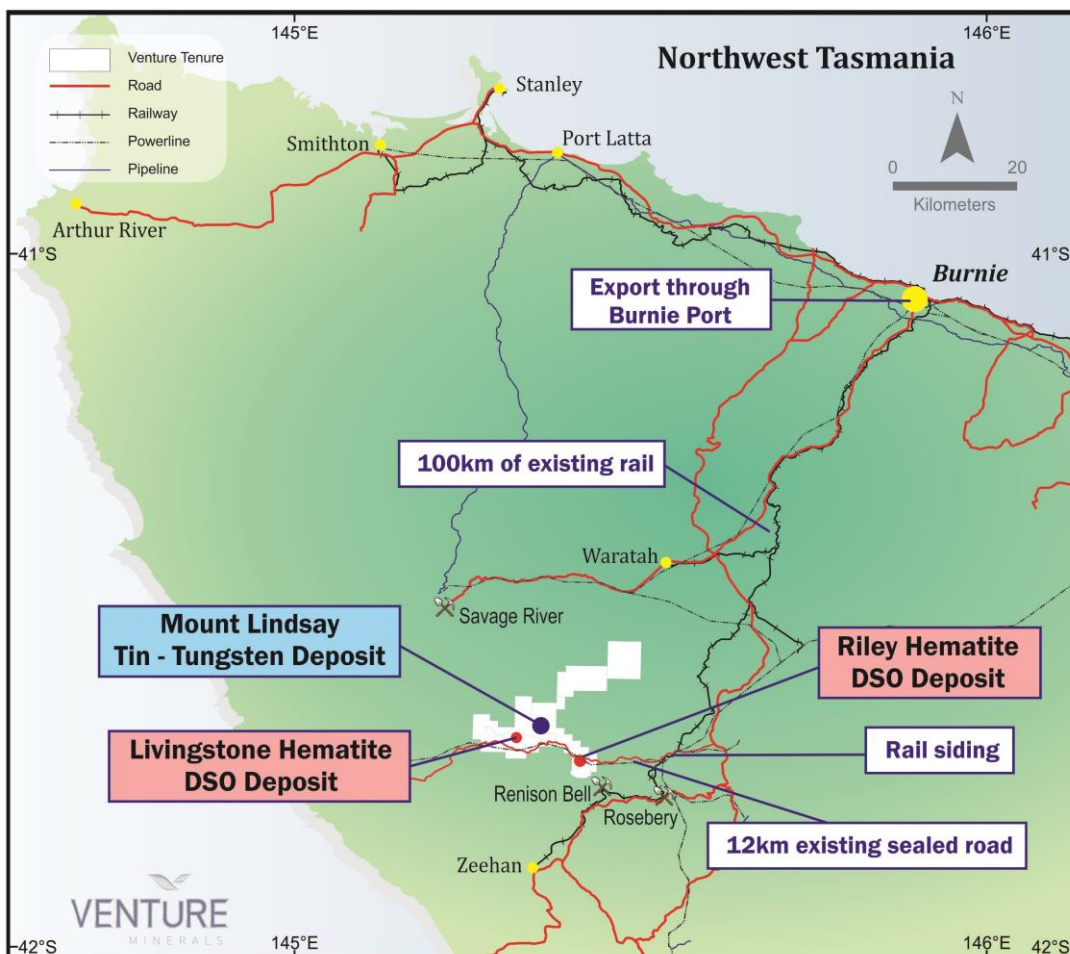 145°E
146°E
Northwest Tasmania
Venture Tenure
Road
Railway
Powerline
Pipeline
N
0
20
Kilometers
Stanley
Smithton
Port Latta
Arthur River
41°S
41°S
Burnie
Export through
Burnie Port
100km of existing rail
Waratah
Savage River
Mount Lindsay
Tin - Tungsten Deposit
Riley Hematite
DSO Deposit
Livingstone Hematite
DSO Deposit
Rail siding
Renison Bell
Rosebery
12km existing sealed road
Zeehan
VENTURE
MINERALS
42°S
145°E
146°E
42°S